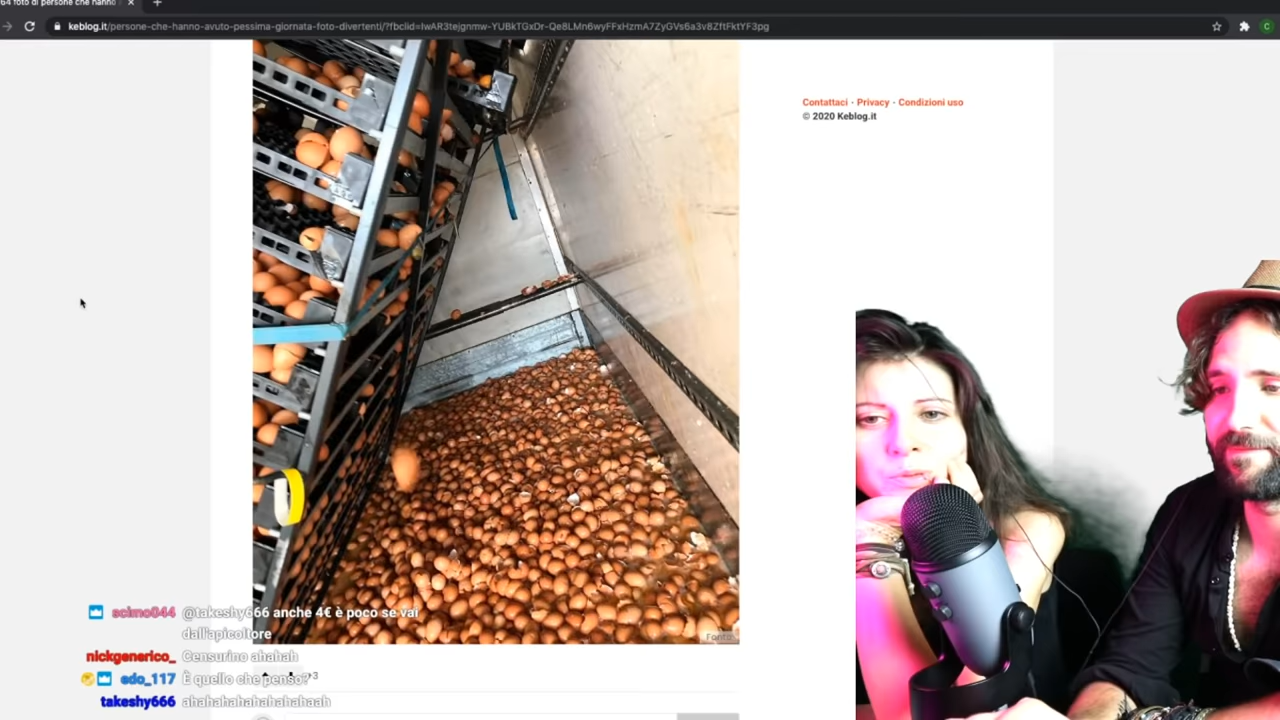 64 foto di persone che hanno
keblog.it/persone-che-hanno-avuto-pessima-giornata-foto-divertenti/?fbclid=IwAR3tejgnmw-YUBkTGxDr-Qe8LMn6wyFFxHzmA7ZyGVs6a3v8ZftFktYF3pg
C
Contattaci · Privacy · Condizioni uso
© 2020 Keblog.it
Fonte
scimo044 @takeshy666 anche 4€ è poco se vai
dall'apicoltore
nickgenerico_ Censurino ahahah
edo_117 È quello che penso?
+3
takeshy666 ahahahahahahahaah